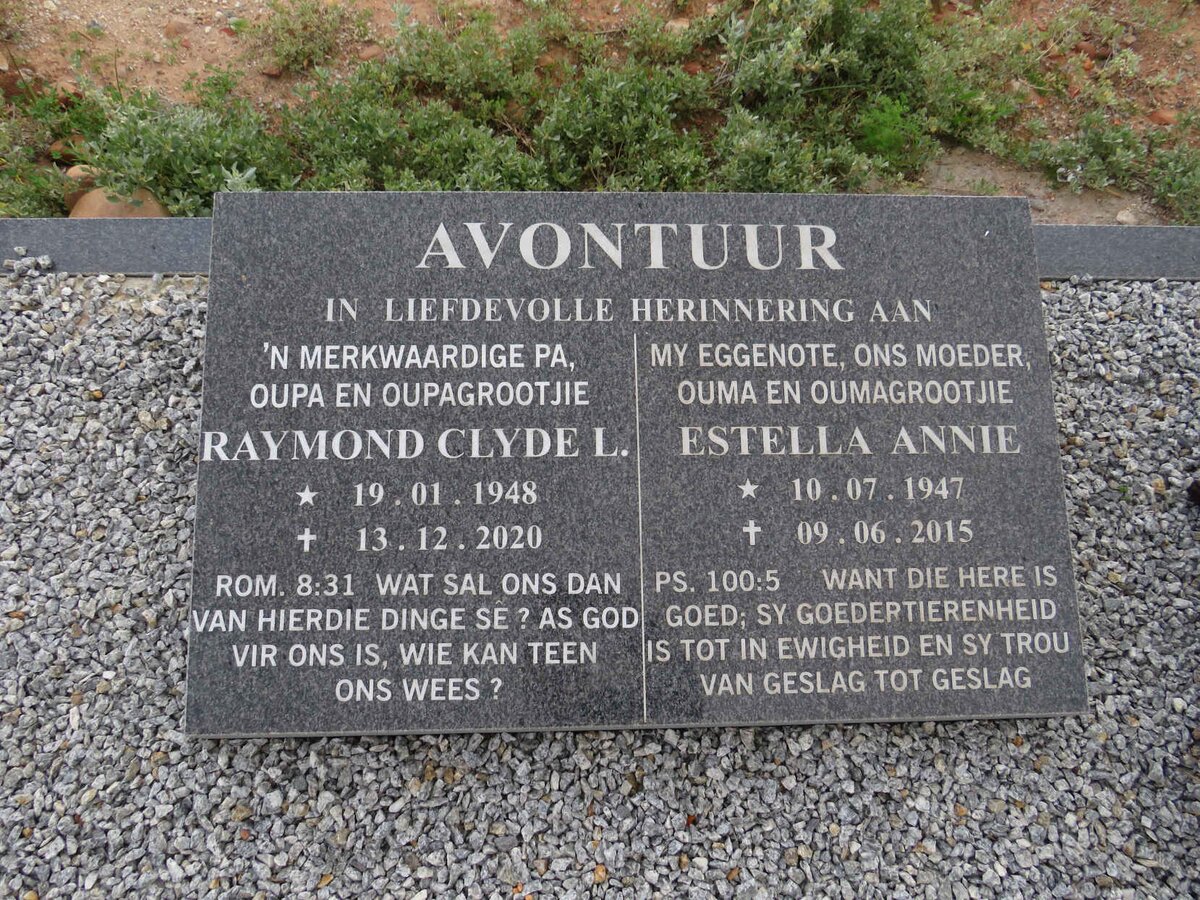 AVONTUUR
IN LIEFDEVOLLE HERINNERING AAN
'N MERKWAARDIGE PA,
OUPA EN OUPAGROOTJIE
RAYMOND CLYDE L.
★ 19.01.1948
✝ 13.12.2020
ROM. 8:31 WAT SAL ONS DAN
VAN HIERDIE DINGE SÊ? AS GOD
VIR ONS IS, WIE KAN TEEN
ONS WEES?
MY EGGENOTE, ONS MOEDER,
OUMA EN OUMAGROOTJIE
ESTELLA ANNIE
★ 10.07.1947
✝ 09.06.2015
PS. 100:5 WANT DIE HERE IS
GOED; SY GOEDERTIERENHEID
IS TOT IN EWIGHEID EN SY TROU
VAN GESLAG TOT GESLAG